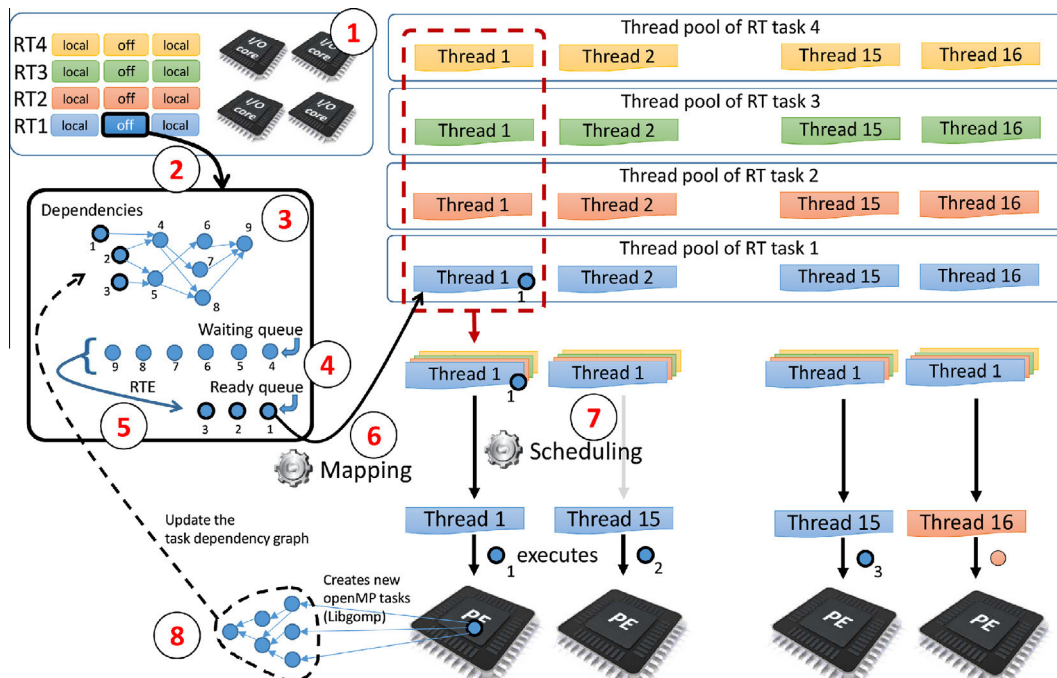 RT4 local off local
RT3 local off local
RT2 local off local
RT1 local off local
I/O core
I/O core
I/O core
I/O core
1
Thread pool of RT task 4
Thread 1 Thread 2 Thread 15 Thread 16
Thread pool of RT task 3
Thread 1 Thread 2 Thread 15 Thread 16
Thread pool of RT task 2
Thread 1 Thread 2 Thread 15 Thread 16
Thread pool of RT task 1
Thread 1 Thread 2 Thread 15 Thread 16
1
2
3
Dependencies
1 2 3 4 5 6 7 8 9
Waiting queue
9 8 7 6 5 4
4
RTE
Ready queue
3 2 1
5
6
Mapping
Thread 1 Thread 1 Thread 1 Thread 1
1
7
Scheduling
Thread 1 Thread 15 Thread 15 Thread 16
1 executes 2 3
PE PE PE PE
Update the
task dependency graph
Creates new
openMP tasks
(Libgomp)
8